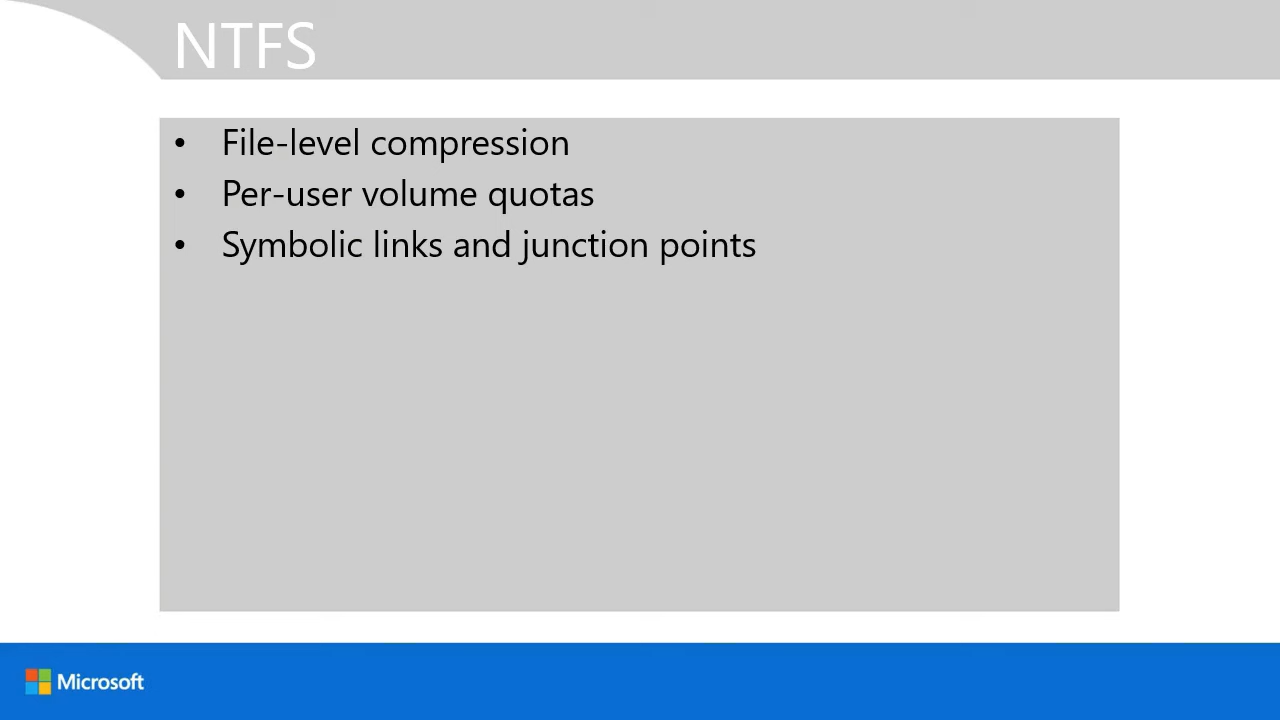 NTFS
• File-level compression
• Per-user volume quotas
• Symbolic links and junction points
Microsoft